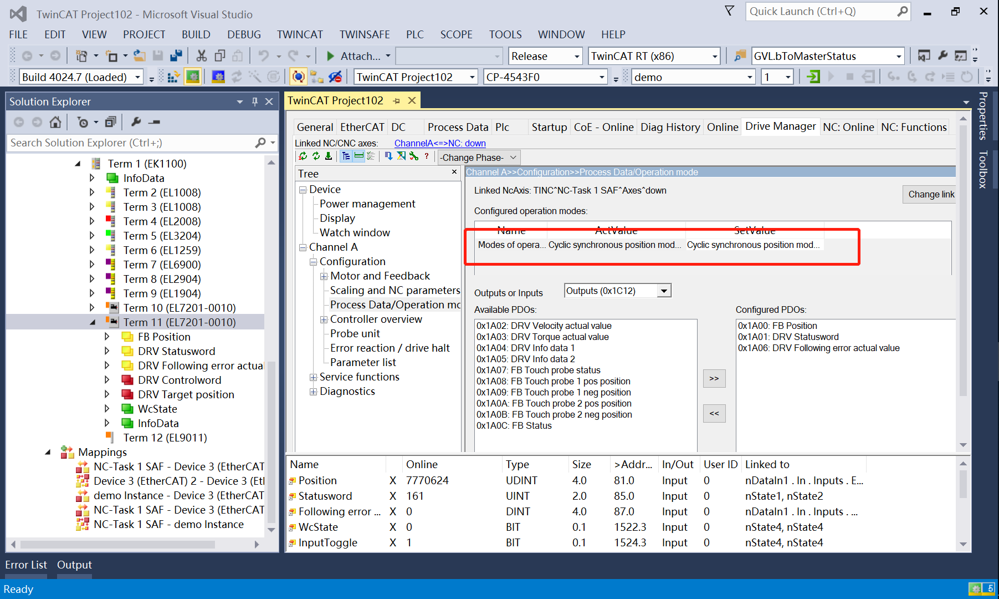 TwinCAT Project102 - Microsoft Visual Studio
Quick Launch (Ctrl+Q)
FILE EDIT VIEW PROJECT BUILD DEBUG TWINCAT TWINSAFE PLC SCOPE TOOLS WINDOW HELP
Attach... Release TwinCAT RT (x86) GVL.bToMasterStatus
Build 4024.7 (Loaded) TwinCAT Project102 CP-4543F0 demo 1
Solution Explorer
Search Solution Explorer (Ctrl+;)
Term 1 (EK1100)
InfoData
Term 2 (EL1008)
Term 3 (EL1008)
Term 4 (EL2008)
Term 5 (EL3204)
Term 6 (EL1259)
Term 7 (EL6900)
Term 8 (EL2904)
Term 9 (EL1904)
Term 10 (EL7201-0010)
Term 11 (EL7201-0010)
FB Position
DRV Statusword
DRV Following error actual
DRV Controlword
DRV Target position
WcState
InfoData
Term 12 (EL9011)
Mappings
NC-Task 1 SAF - Device 3 (EtherCAT
Device 3 (EtherCAT) 2 - Device 3 (Et
demo Instance - Device 3 (EtherCAT
NC-Task 1 SAF - Device 3 (EtherCAT
NC-Task 1 SAF - demo Instance
TwinCAT Project102
General EtherCAT DC Process Data Plc Startup CoE - Online Diag History Online Drive Manager NC: Online NC: Functions
Linked NC/CNC axes: ChannelA<=>NC: down
-Change Phase-
Tree
Device
Power management
Display
Watch window
Channel A
Configuration
Motor and Feedback
Scaling and NC parameters
Process Data/Operation mo
Controller overview
Probe unit
Error reaction / drive halt
Parameter list
Service functions
Diagnostics
Channel A>>Configuration>>Process Data/Operation mode
Linked NcAxis: TINC^NC-Task 1 SAF^Axes^down
Change link
Configured operation modes:
Name ActValue SetValue
Modes of opera... Cyclic synchronous position mod... Cyclic synchronous position mod...
Outputs or Inputs Outputs (0x1C12)
Available PDOs:
0x1A02: DRV Velocity actual value
0x1A03: DRV Torque actual value
0x1A04: DRV Info data 1
0x1A05: DRV Info data 2
0x1A07: FB Touch probe status
0x1A08: FB Touch probe 1 pos position
0x1A09: FB Touch probe 1 neg position
0x1A0A: FB Touch probe 2 pos position
0x1A0B: FB Touch probe 2 neg position
0x1A0C: FB Status
>>
<<
Configured PDOs:
0x1A00: FB Position
0x1A01: DRV Statusword
0x1A06: DRV Following error actual value
Name Online Type Size >Addr... In/Out User ID Linked to
Position X 7770624 UDINT 4.0 81.0 Input 0 nDataIn1 . In . Inputs . E...
Statusword X 161 UINT 2.0 85.0 Input 0 nState1, nState2
Following error ... X 0 DINT 4.0 87.0 Input 0 nDataIn1 . In . Inputs . ...
WcState X 0 BIT 0.1 1522.3 Input 0 nState4, nState4
InputToggle X 1 BIT 0.1 1524.3 Input 0 nState4, nState4
Properties
Toolbox
Error List Output
Ready
5